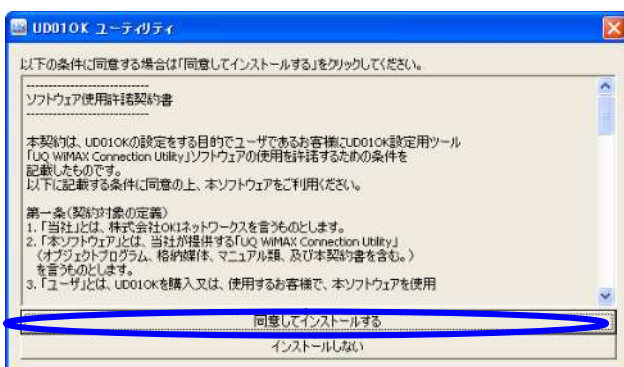 UD01OK ユーティリティ
以下の条件に同意する場合は「同意してインストールする」をクリックしてください。
----------------------------
ソフトウェア使用許諾契約書
----------------------------
本契約は、UD01OKの設定をする目的でユーザであるお客様にUD01OK設定用ツール
「UQ WiMAX Connection Utility」ソフトウェアの使用を許諾するための条件を
記載したものです。
以下に記載する条件に同意の上、本ソフトウェアをご利用ください。
第一条(契約対象の定義)
1. 「当社」とは、株式会社OKIネットワークスを言うものとします。
2. 「本ソフトウェア」とは、当社が提供する「UQ WiMAX Connection Utility」
(オブジェクトプログラム、格納媒体、マニュアル類、及び本契約書を含む。)
を言うものとします。
3. 「ユーザ」とは、UD01OKを購入又は、使用するお客様で、本ソフトウェアを使用
同意してインストールする
インストールしない